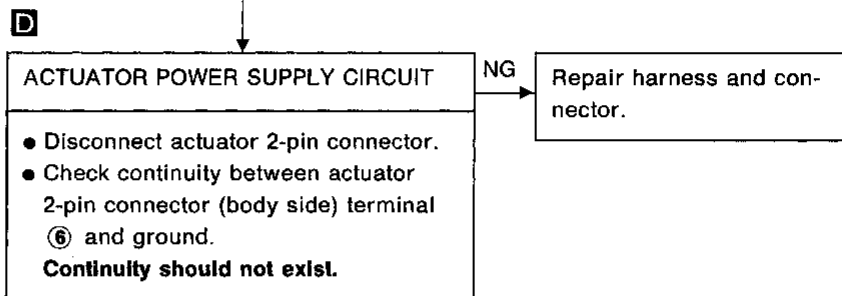 D
ACTUATOR POWER SUPPLY CIRCUIT
NG
Repair harness and con-
nector.
● Disconnect actuator 2-pin connector.
● Check continuity between actuator
2-pin connector (body side) terminal
⑥ and ground.
Continuity should not exist.